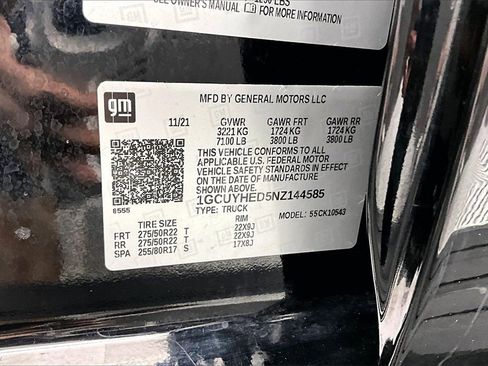 SEE OWNER'S MANUAL FOR MORE INFORMATION
gm
MFD BY GENERAL MOTORS LLC
11/21 GVWR GAWR FRT GAWR RR
3221 KG 1724 KG 1724 KG
7100 LB 3800 LB 3800 LB
THIS VEHICLE CONFORMS TO ALL
APPLICABLE U.S. FEDERAL MOTOR
VEHICLE SAFETY STANDARDS IN EFFECT
ON THE DATE OF MANUFACTURE
1GCUYHED5NZ144585
TYPE: TRUCK MODEL: 55CK10543
TIRE SIZE RIM
FRT 275/50R22 T 22X9J
RR 275/50R22 T 22X9J
SPA 255/80R17 S 17X8J